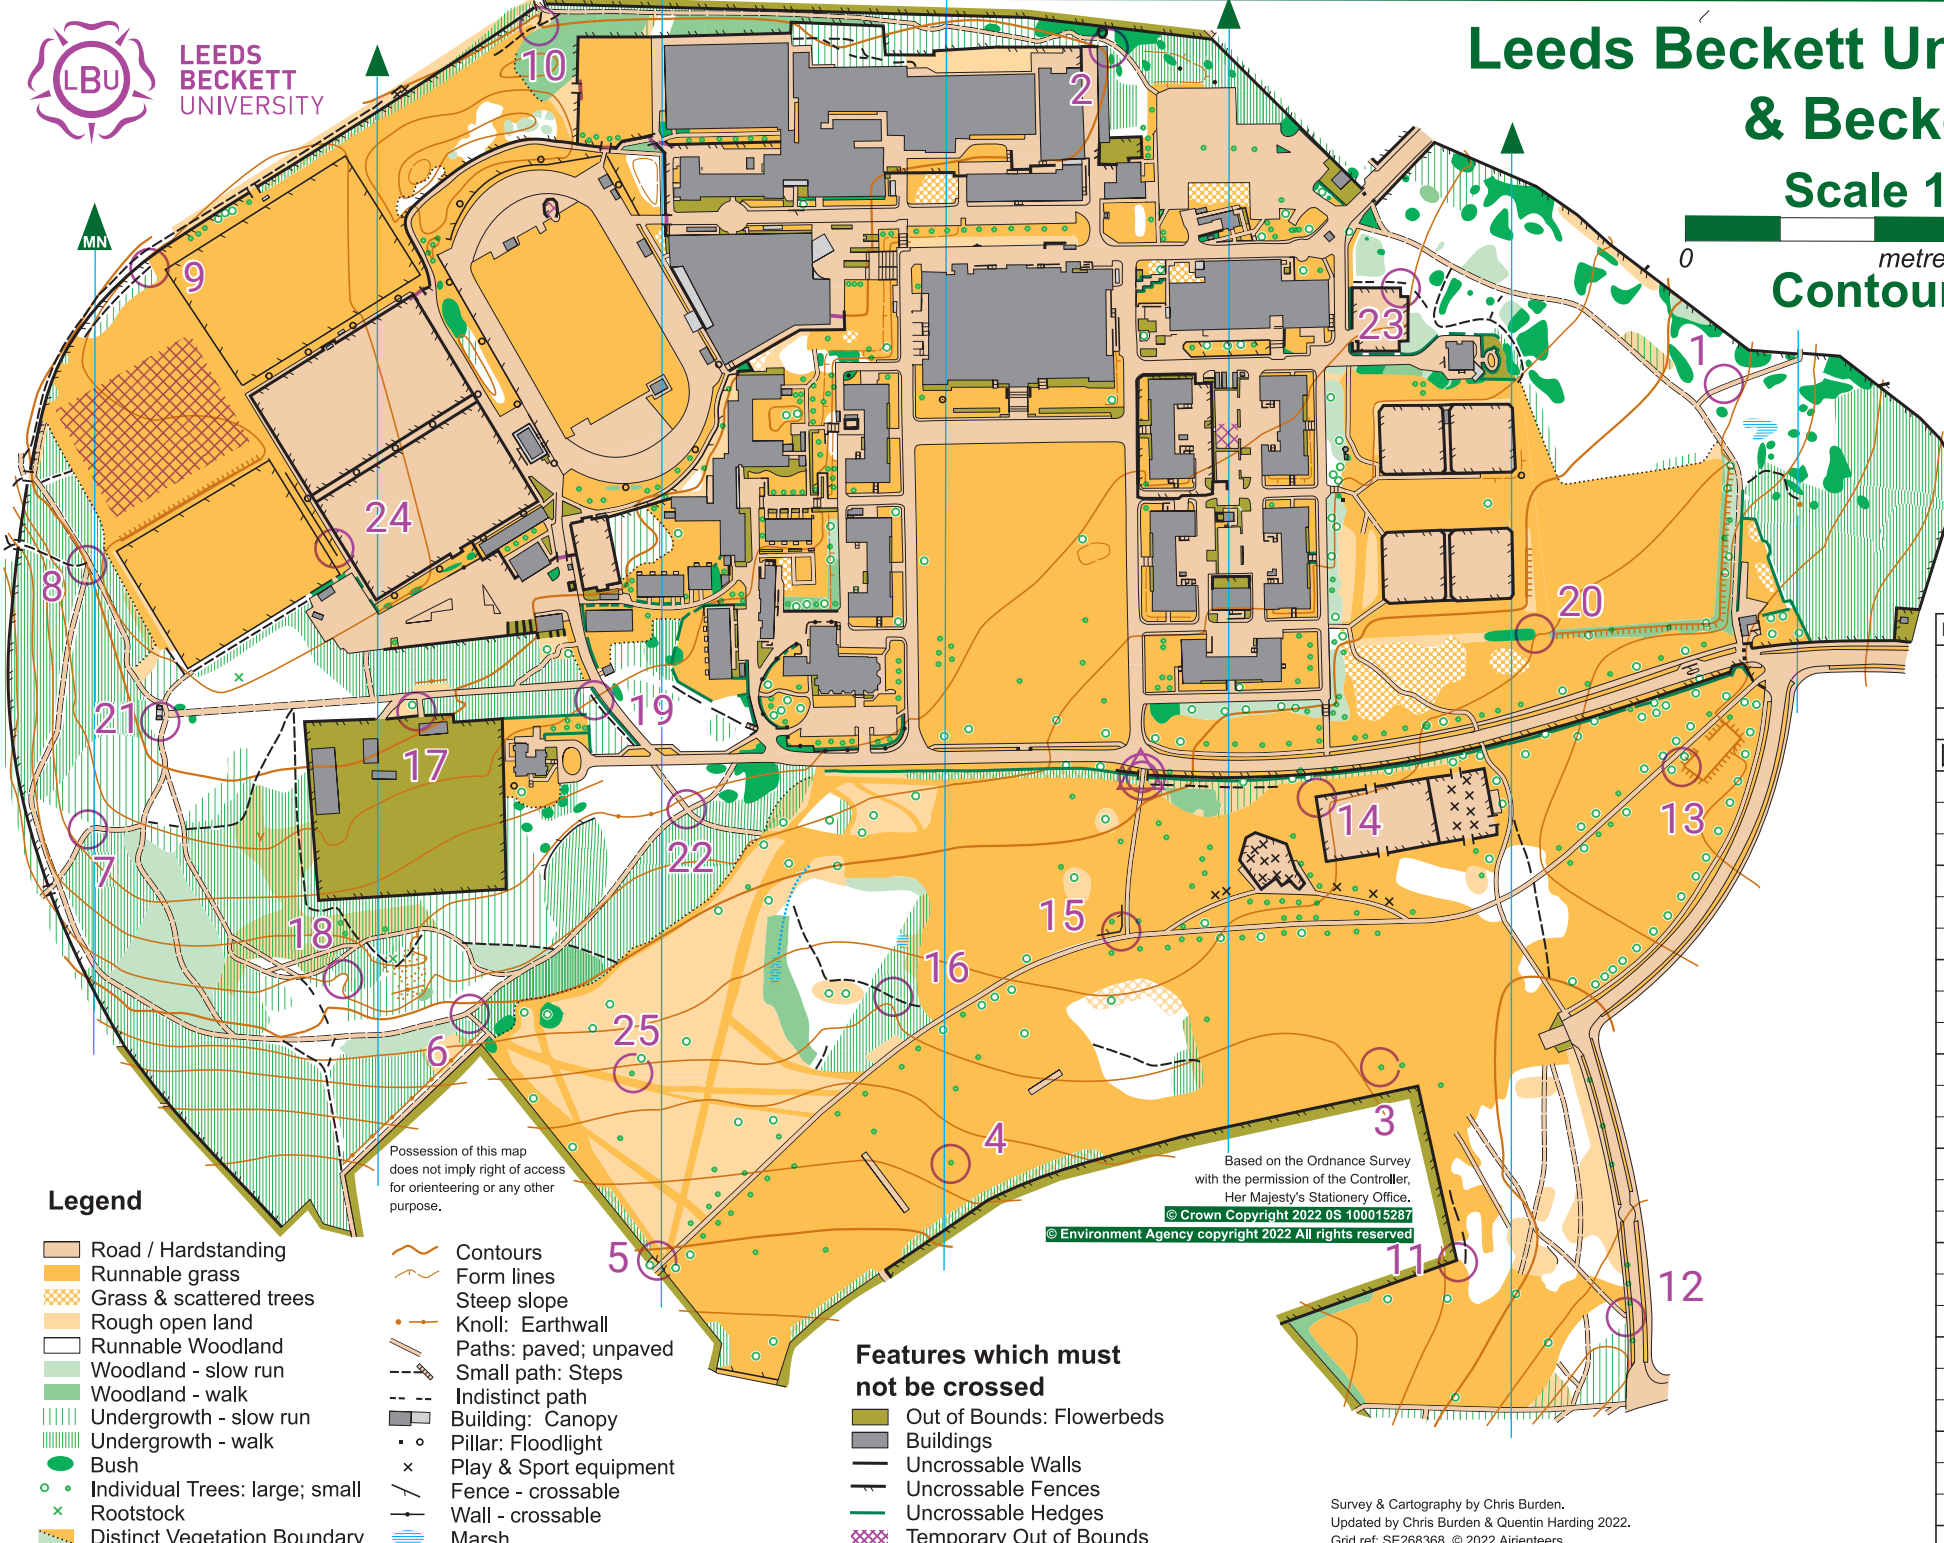 LBU
LEEDS
BECKETT
UNIVERSITY
Leeds Beckett Un
& Beck
Scale 1
0
metre
Contour
MN
10
2
9
23
1
24
8
20
21
19
17
14
13
22
7
15
18
16
25
6
4
3
5
11
12
Possession of this map
does not imply right of access
for orienteering or any other
purpose.
Based on the Ordnance Survey
with the permission of the Controller,
Her Majesty's Stationery Office.
© Crown Copyright 2022 0S 100015287
© Environment Agency copyright 2022 All rights reserved
Legend
Road / Hardstanding
Runnable grass
Grass & scattered trees
Rough open land
Runnable Woodland
Woodland - slow run
Woodland - walk
Undergrowth - slow run
Undergrowth - walk
Bush
Individual Trees: large; small
Rootstock
Distinct Vegetation Boundary
Contours
Form lines
Steep slope
Knoll: Earthwall
Paths: paved; unpaved
Small path: Steps
Indistinct path
Building: Canopy
Pillar: Floodlight
Play & Sport equipment
Fence - crossable
Wall - crossable
Marsh
Features which must
not be crossed
Out of Bounds: Flowerbeds
Buildings
Uncrossable Walls
Uncrossable Fences
Uncrossable Hedges
Temporary Out of Bounds
Survey & Cartography by Chris Burden.
Updated by Chris Burden & Quentin Harding 2022.
Grid ref: SE268368 © 2022 Airienteers